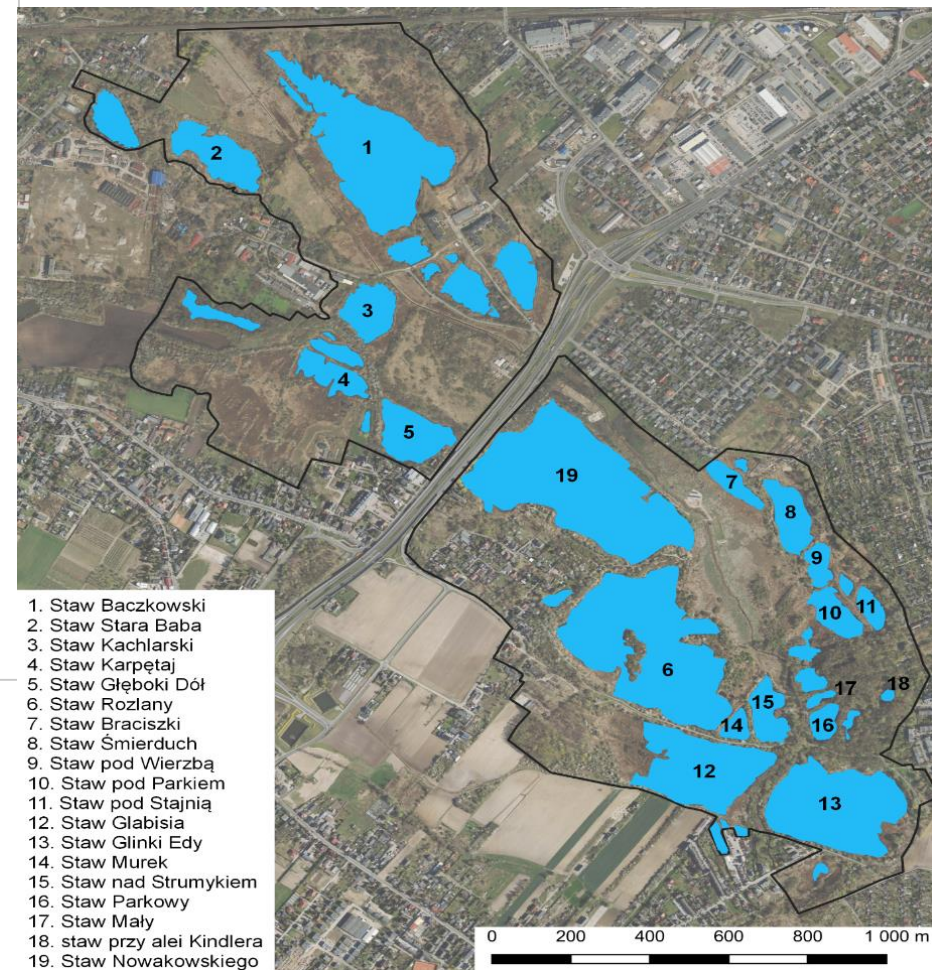 1
2
3
4
5
19
7
8
9
10
11
6
17
18
15
14
16
12
13
1. Staw Baczkowski
2. Staw Stara Baba
3. Staw Kachlarski
4. Staw Karpętaj
5. Staw Głęboki Dół
6. Staw Rozlany
7. Staw Braciszki
8. Staw Śmierduch
9. Staw pod Wierzbą
10. Staw pod Parkiem
11. Staw pod Stajnią
12. Staw Glabisia
13. Staw Glinki Edy
14. Staw Murek
15. Staw nad Strumykiem
16. Staw Parkowy
17. Staw Mały
18. staw przy alei Kindlera
19. Staw Nowakowskiego
0 200 400 600 800 1 000 m